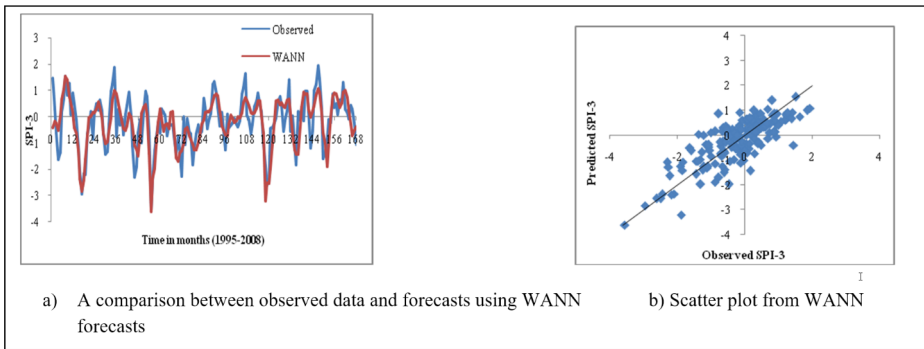 Observed
WANN
3
2
1
0
-1
-2
-3
-4
SPI-3
0 12 24 36 48 60 72 84 96 108 120 132 144 156 168
Time in months (1995-2008)
4
3
2
1
0
-1
-2
-3
-4
-4 -2 0 2 4
Predicted SPI-3
Observed SPI-3
a) A comparison between observed data and forecasts using WANN
forecasts
b) Scatter plot from WANN